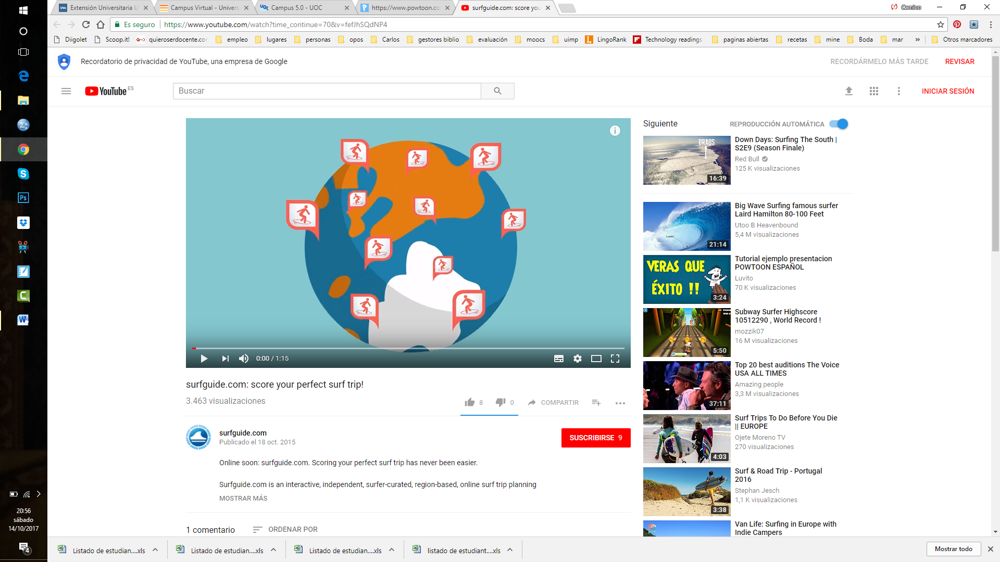 Extensión Universitaria U
Campus Virtual - Univers
UOC Campus 5.0 - UOC
https://www.powtoon.co
surfguide.com: score you
Camino
Es seguro
https://www.youtube.com/watch?time_continue=70&v=fefJhSQdNP4
Diigolet
Scoop.it!
quieroserdocente.cor
empleo
lugares
personas
opos
Carlos
gestores biblio
evaluación
moocs
uimp
LingoRank
Technology readings
paginas abiertas
recetas
mine
Boda
mar
»
Otros marcadores
Recordatorio de privacidad de YouTube, una empresa de Google
RECORDÁRMELO MÁS TARDE
REVISAR
YouTube ES
Buscar
INICIAR SESIÓN
0:00 / 1:15
surfguide.com: score your perfect surf trip!
3.463 visualizaciones
8
0
COMPARTIR
surfguide.com
Publicado el 18 oct. 2015
SUSCRIBIRSE 9
Online soon: surfguide.com. Scoring your perfect surf trip has never been easier.
Surfguide.com is an interactive, independent, surfer-curated, region-based, online surf trip planning
MOSTRAR MÁS
1 comentario
ORDENAR POR
Siguiente
REPRODUCCIÓN AUTOMÁTICA
16:39
Down Days: Surfing The South |
S2E9 (Season Finale)
Red Bull
125 K visualizaciones
21:14
Big Wave Surfing famous surfer
Laird Hamilton 80-100 Feet
Utoo B Heavenbound
5,4 M visualizaciones
VERAS QUE
ÉXITO !!
3:24
Tutorial ejemplo presentacion
POWTOON ESPAÑOL
Luvito
70 K visualizaciones
5:50
Subway Surfer Highscore
10512290 , World Record !
mozzik07
16 M visualizaciones
37:11
Top 20 best auditions The Voice
USA ALL TIMES
Amazing people
3,3 M visualizaciones
4:03
Surf Trips To Do Before You Die
|| EUROPE
Ojete Moreno TV
270 visualizaciones
3:38
Surf & Road Trip - Portugal
2016
Stephan Jesch
1,1 K visualizaciones
Van Life: Surfing in Europe with
Indie Campers
20:56
sábado
14/10/2017
4
Listado de estudian....xls
Listado de estudian....xls
Listado de estudian....xls
listado de estudiant....xls
Mostrar todo